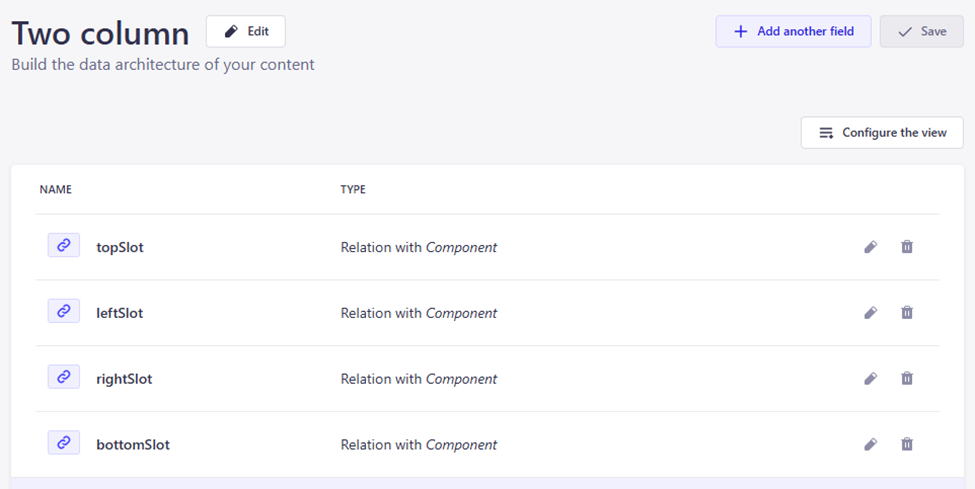 Two column Edit Add another field Save
Build the data architecture of your content
Configure the view
NAME TYPE
topSlot Relation with Component
leftSlot Relation with Component
rightSlot Relation with Component
bottomSlot Relation with Component